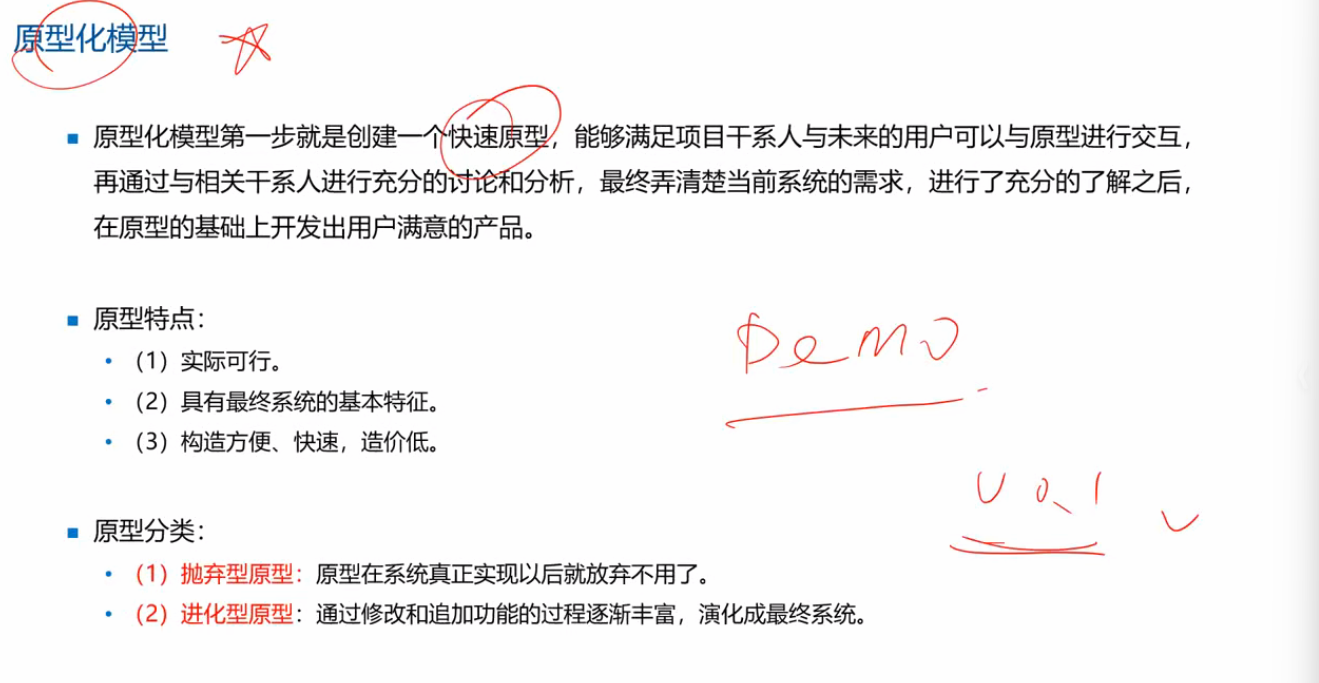 原型化模型
■ 原型化模型第一步就是创建一个快速原型，能够满足项目干系人与未来的用户可以与原型进行交互，
再通过与相关干系人进行充分的讨论和分析，最终弄清楚当前系统的需求，进行了充分的了解之后，
在原型的基础上开发出用户满意的产品。
■ 原型特点：
• （1）实际可行。
• （2）具有最终系统的基本特征。
• （3）构造方便、快速，造价低。
Demo
V 0.1
■ 原型分类：
• （1）抛弃型原型：原型在系统真正实现以后就放弃不用了。
• （2）进化型原型：通过修改和追加功能的过程逐渐丰富，演化成最终系统。